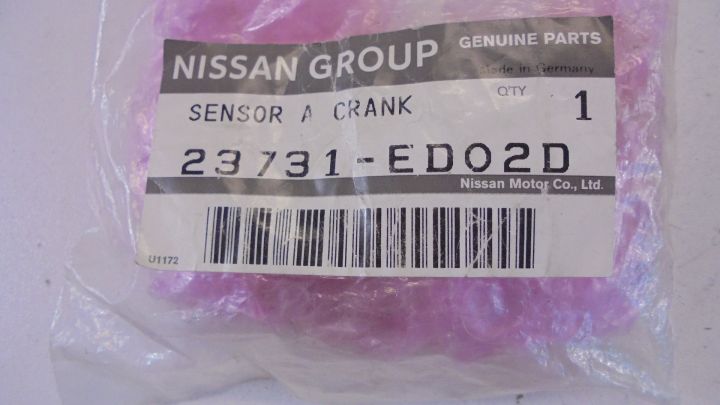 NISSAN GROUP
GENUINE PARTS
Made in Germany
SENSOR A CRANK
QTY
1
23731-ED02D
Nissan Motor Co., Ltd.
U1172